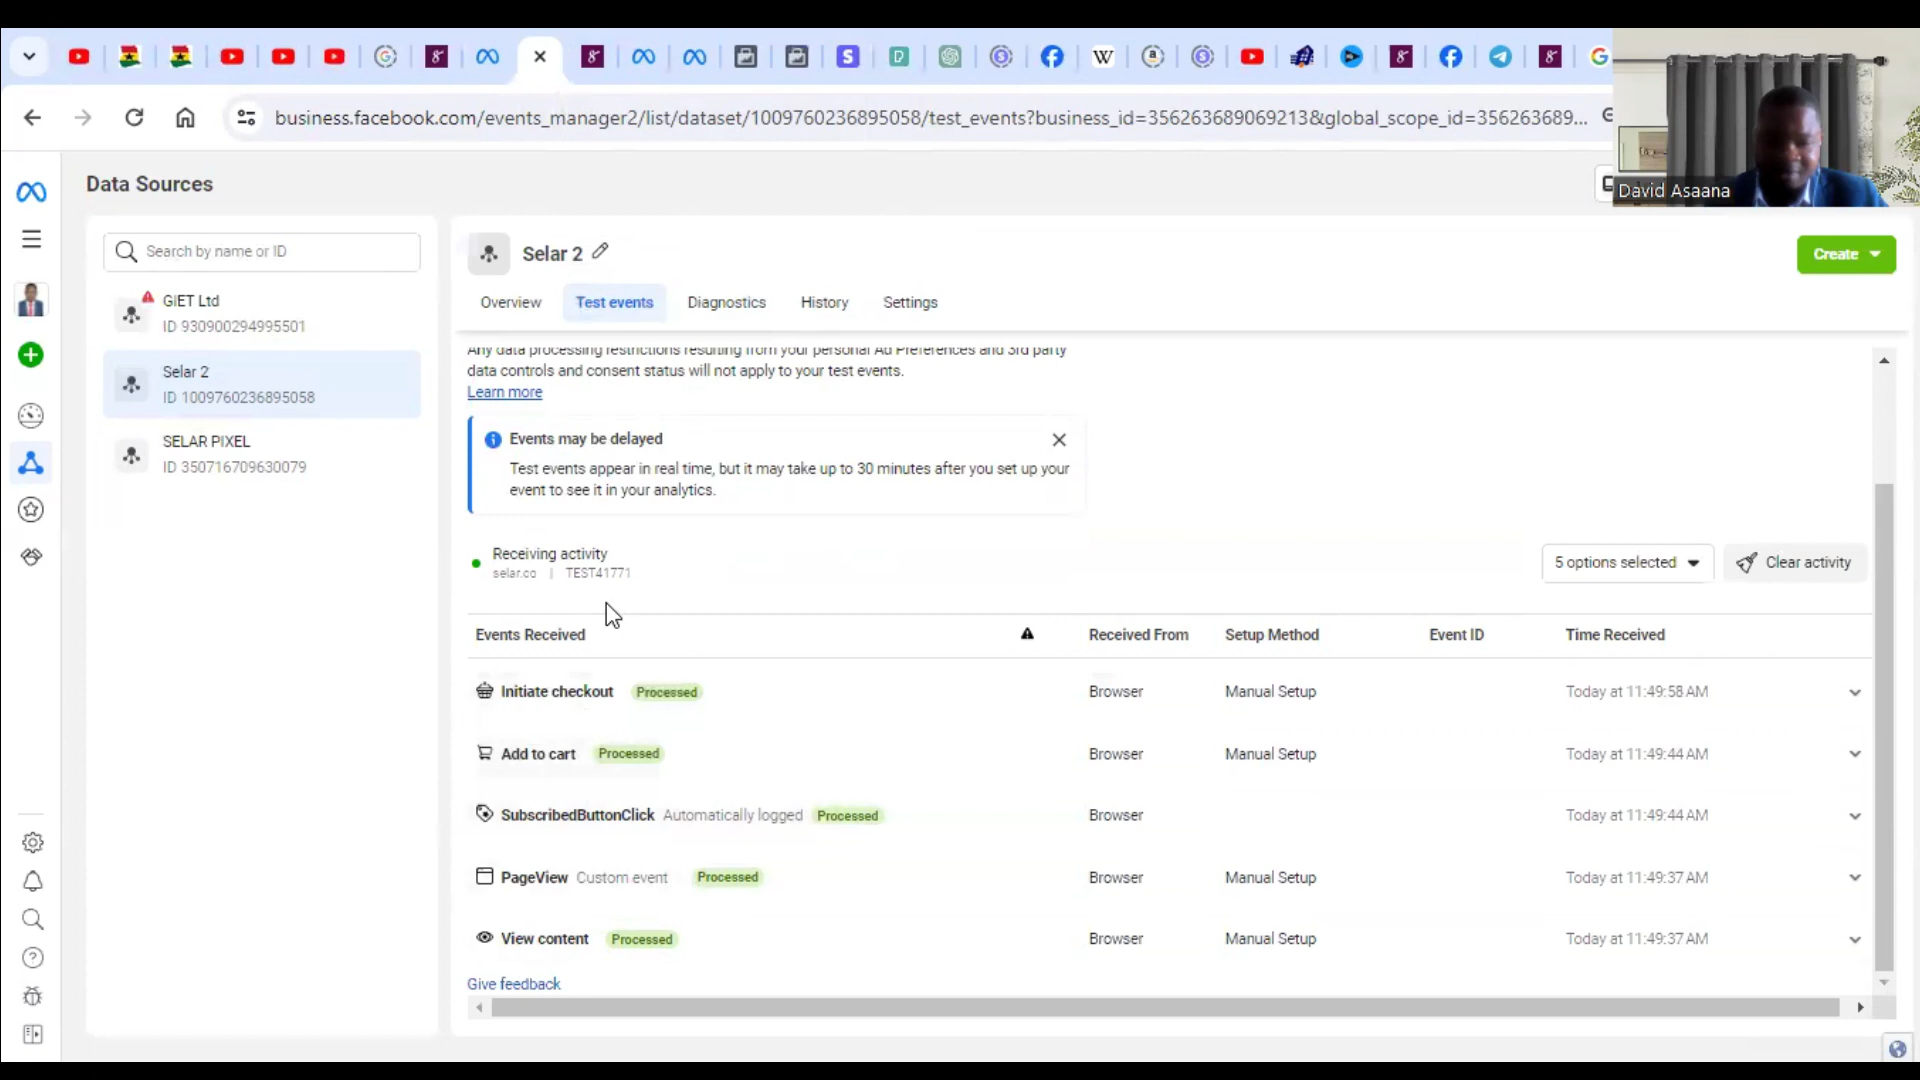 business.facebook.com/events_manager2/list/dataset/1009760236895058/test_events?business_id=356263689069213&global_scope_id=356263689...
David Asaana
Data Sources
Search by name or ID
GIET Ltd
ID 930900294995501
Selar 2
ID 1009760236895058
SELAR PIXEL
ID 350716709630079
Selar 2
Create
Overview
Test events
Diagnostics
History
Settings
Any data processing restrictions resulting from your personal Ad Preferences and 3rd party
data controls and consent status will not apply to your test events.
Learn more
Events may be delayed
Test events appear in real time, but it may take up to 30 minutes after you set up your
event to see it in your analytics.
Receiving activity
selar.co | TEST41771
5 options selected
Clear activity
Events Received Received From Setup Method Event ID Time Received
Initiate checkout Processed Browser Manual Setup Today at 11:49:58 AM
Add to cart Processed Browser Manual Setup Today at 11:49:44 AM
SubscribedButtonClick Automatically logged Processed Browser Today at 11:49:44 AM
PageView Custom event Processed Browser Manual Setup Today at 11:49:37 AM
View content Processed Browser Manual Setup Today at 11:49:37 AM
Give feedback